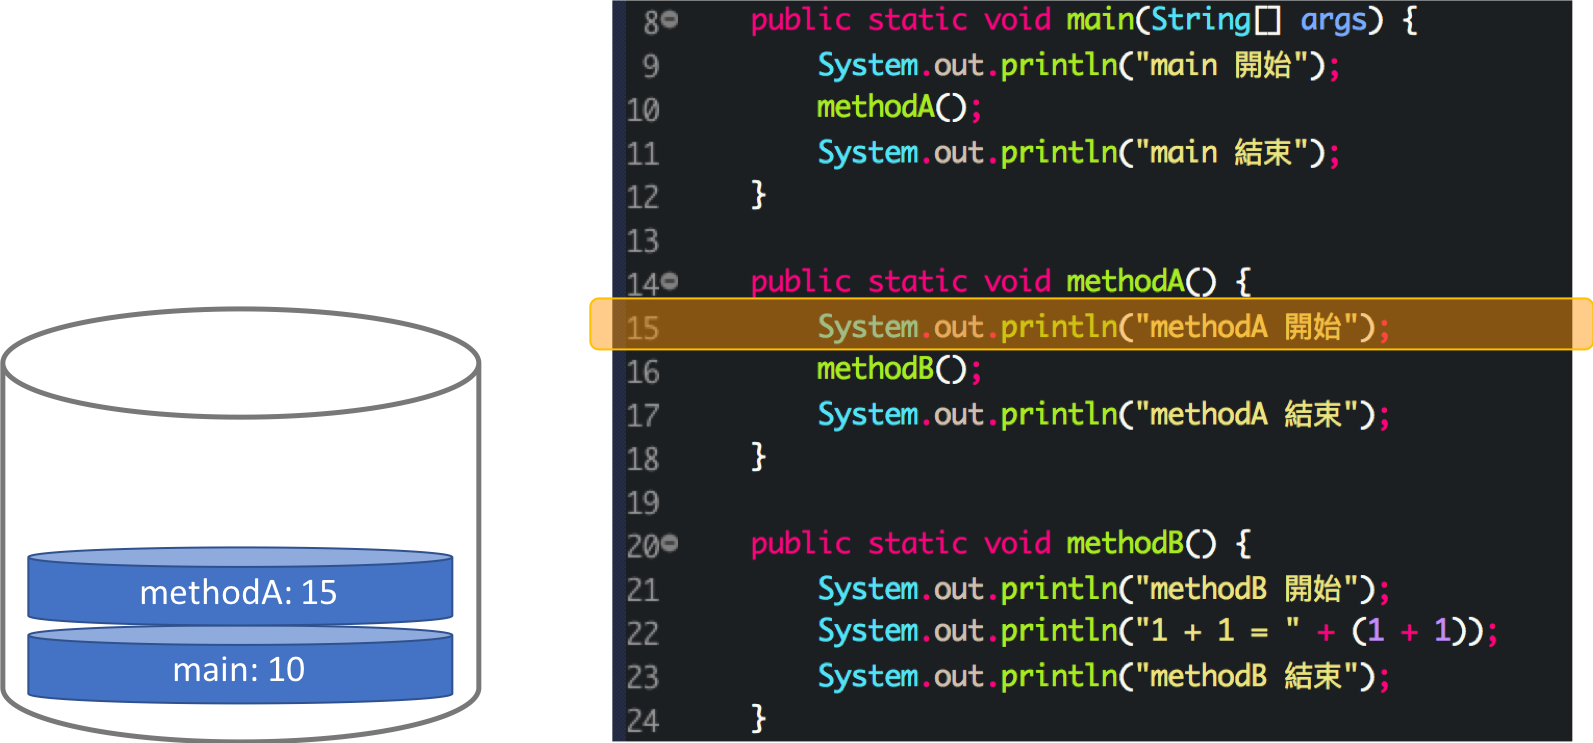 methodA: 15
main: 10
8 public static void main(String[] args) {
9 System.out.println("main 開始");
10 methodA();
11 System.out.println("main 結束");
12 }
13
14 public static void methodA() {
15 System.out.println("methodA 開始");
16 methodB();
17 System.out.println("methodA 結束");
18 }
19
20 public static void methodB() {
21 System.out.println("methodB 開始");
22 System.out.println("1 + 1 = " + (1 + 1));
23 System.out.println("methodB 結束");
24 }